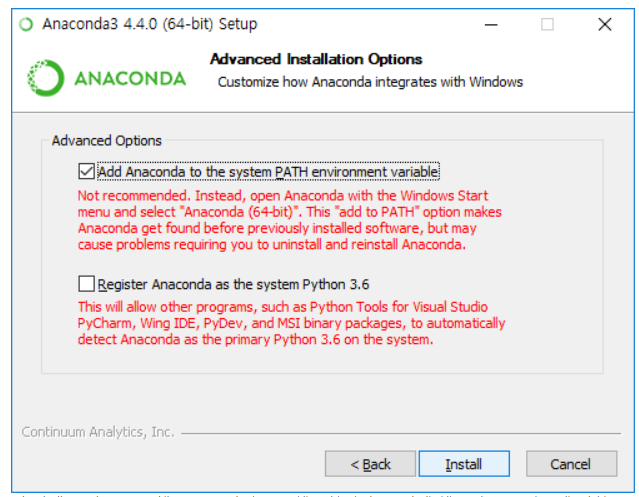 Anaconda3 4.4.0 (64-bit) Setup
ANACONDA
Advanced Installation Options
Customize how Anaconda integrates with Windows
Advanced Options
Add Anaconda to the system PATH environment variable
Not recommended. Instead, open Anaconda with the Windows Start
menu and select "Anaconda (64-bit)". This "add to PATH" option makes
Anaconda get found before previously installed software, but may
cause problems requiring you to uninstall and reinstall Anaconda.
Register Anaconda as the system Python 3.6
This will allow other programs, such as Python Tools for Visual Studio
PyCharm, Wing IDE, PyDev, and MSI binary packages, to automatically
detect Anaconda as the primary Python 3.6 on the system.
Continuum Analytics, Inc.
< Back
Install
Cancel